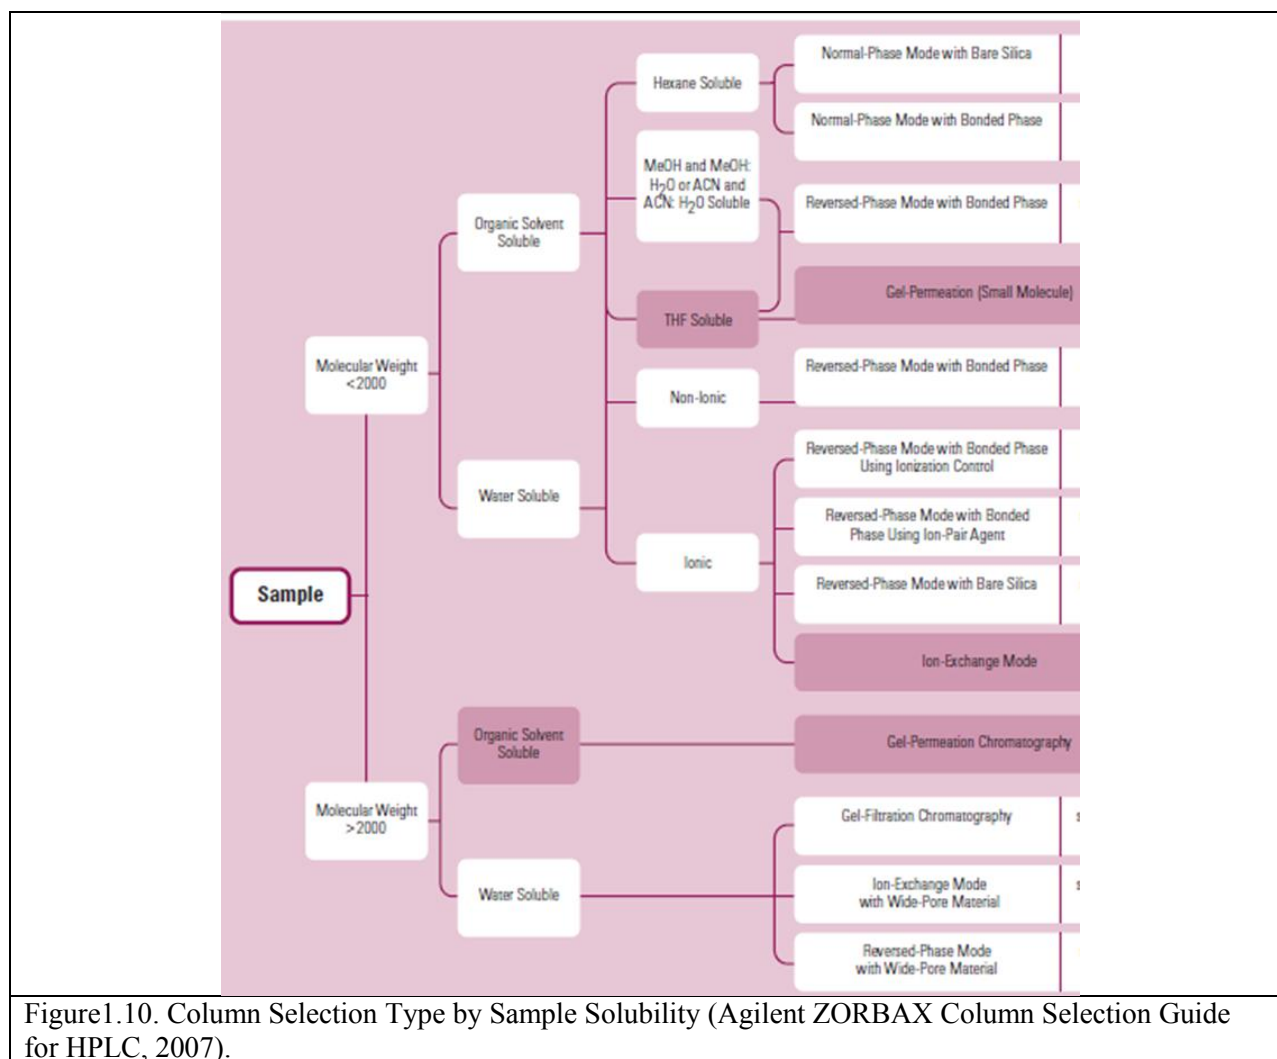 Hexane Soluble
Normal-Phase Mode with Bare Silica
Normal-Phase Mode with Bonded Phase
MeOH and MeOH:
H2O or ACN and
ACN: H2O Soluble
Reversed-Phase Mode with Bonded Phase
Organic Solvent
Soluble
Gel-Permeation (Small Molecule)
THF Soluble
Molecular Weight
<2000
Reversed-Phase Mode with Bonded Phase
Non-Ionic
Reversed-Phase Mode with Bonded Phase
Using Ionization Control
Water Soluble
Reversed-Phase Mode with Bonded
Phase Using Ion-Pair Agent
Ionic
Reversed-Phase Mode with Bare Silica
Sample
Ion-Exchange Mode
Organic Solvent
Soluble
Gel-Permeation Chromatography
Molecular Weight
>2000
Gel-Filtration Chromatography
Water Soluble
Ion-Exchange Mode
with Wide-Pore Material
Reversed-Phase Mode
with Wide-Pore Material
Figure1.10. Column Selection Type by Sample Solubility (Agilent ZORBAX Column Selection Guide
for HPLC, 2007).